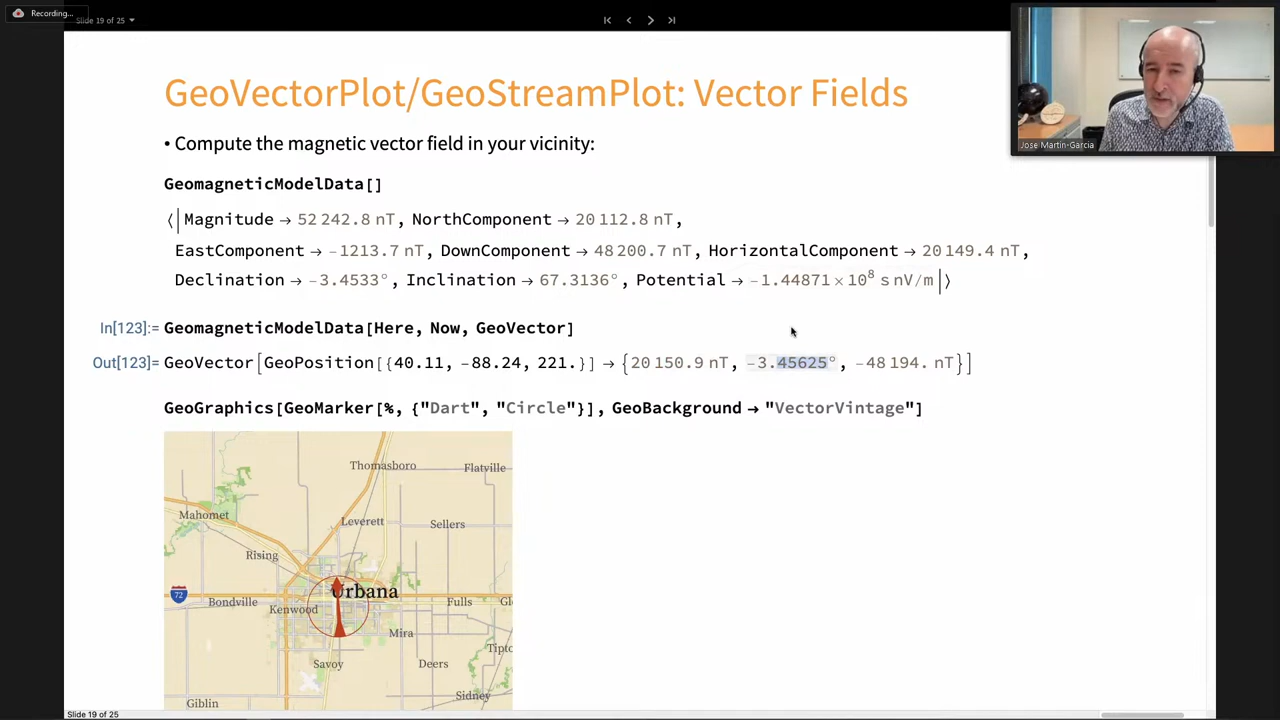 Recording...
Slide 19 of 25
GeoVectorPlot/GeoStreamPlot: Vector Fields
Jose Martin-Garcia
• Compute the magnetic vector field in your vicinity:
GeomagneticModelData[]
⟨|Magnitude → 52 242.8 nT, NorthComponent → 20 112.8 nT,
EastComponent → -1213.7 nT, DownComponent → 48 200.7 nT, HorizontalComponent → 20 149.4 nT,
Declination → -3.4533°, Inclination → 67.3136°, Potential → -1.44871 × 10⁸ s nV/m|⟩
In[123]:= GeomagneticModelData[Here, Now, GeoVector]
Out[123]= GeoVector[GeoPosition[{40.11, -88.24, 221.}] → {20 150.9 nT, -3.45625°, -48 194. nT}]
GeoGraphics[GeoMarker[%, {"Dart", "Circle"}], GeoBackground → "VectorVintage"]
Thomasboro
Flatville
Mahomet
Leverett
Sellers
Rising
Urbana
72
Bondville
Kenwood
Fulls
Mira
Savoy
Deers
Sidney
Giblin
Slide 19 of 25